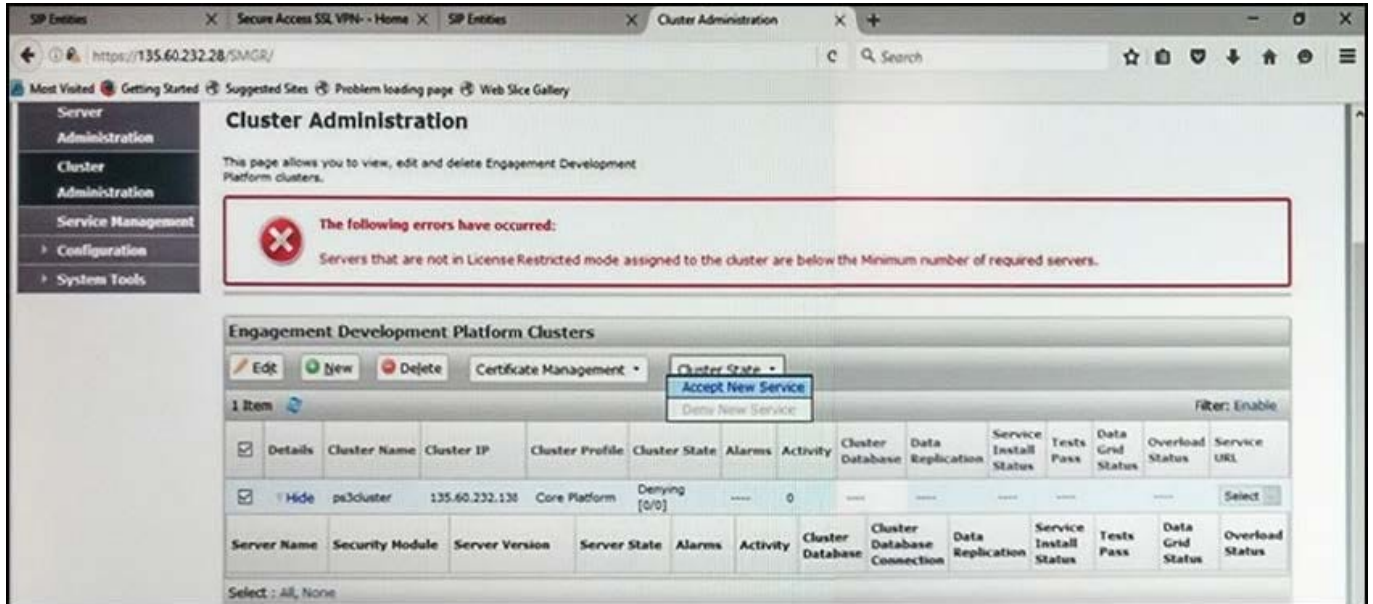 SIP Entities
Secure Access SSL VPN- - Home
SIP Entities
Cluster Administration
https://135.60.232.28/SMGR/
Search
Most Visited
Getting Started
Suggested Sites
Problem loading page
Web Slice Gallery
Server Administration
Cluster Administration
Service Management
Configuration
System Tools
Cluster Administration
This page allows you to view, edit and delete Engagement Development
Platform clusters.
The following errors have occurred:
Servers that are not in License Restricted mode assigned to the cluster are below the Minimum number of required servers.
Engagement Development Platform Clusters
Edit
New
Delete
Certificate Management
Cluster State
Accept New Service
Deny New Service
1 Item
Filter: Enable
Details Cluster Name Cluster IP Cluster Profile Cluster State Alarms Activity Cluster Database Data Replication Service Install Status Tests Pass Data Grid Status Overload Status Service URL
Hide ps3cluster 135.60.232.138 Core Platform Denying [0/0] ---- 0 ---- ---- ---- ---- ---- Select
Server Name Security Module Server Version Server State Alarms Activity Cluster Database Cluster Database Connection Data Replication Service Install Status Tests Pass Data Grid Status Overload Status
Select : All, None